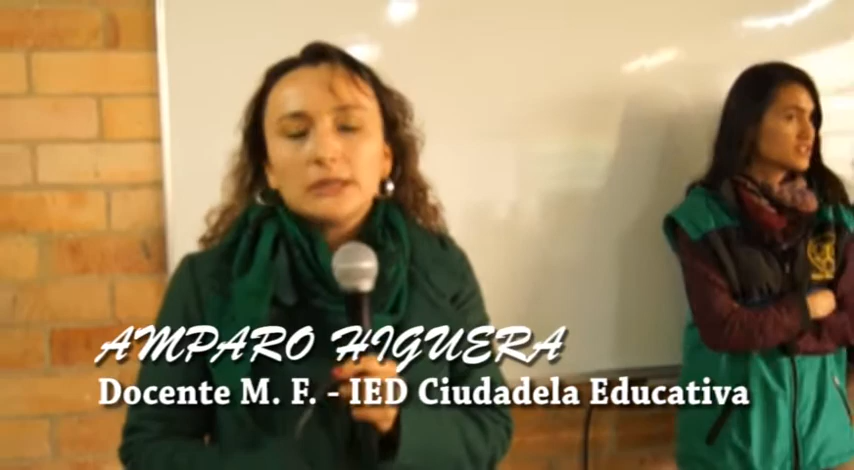 AMPARO HIGUERA
Docente M. F. - IED Ciudadela Educativa